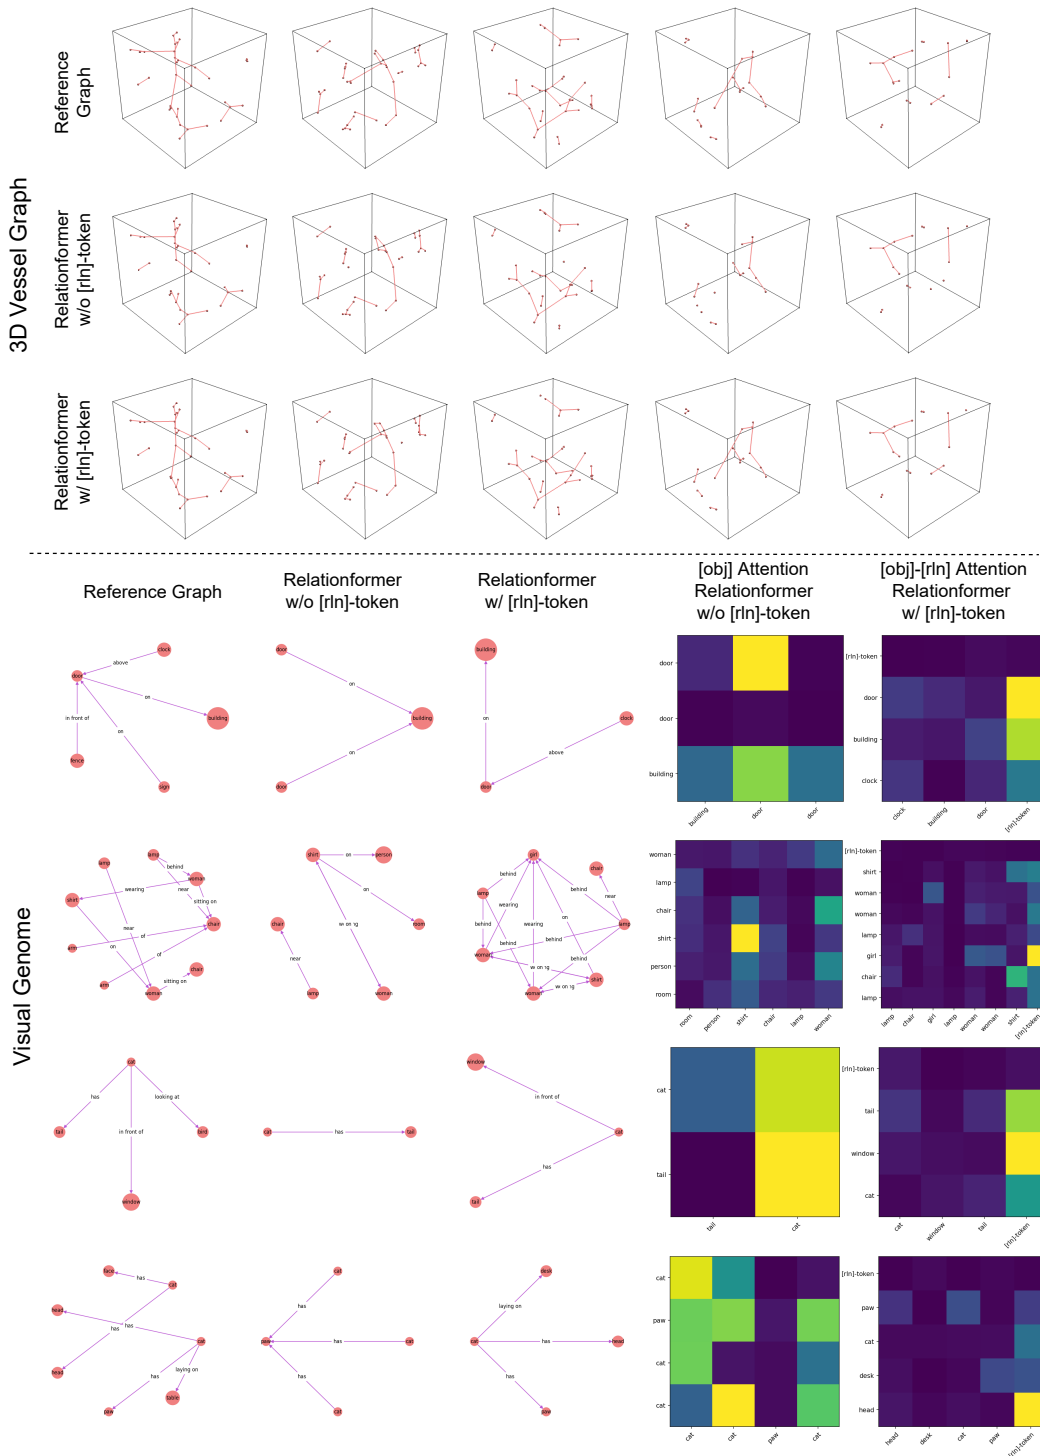 3D Vessel Graph
Reference
Graph
Relationformer
w/o [rln]-token
Relationformer
w/ [rln]-token
Visual Genome
Reference Graph
Relationformer
w/o [rln]-token
Relationformer
w/ [rln]-token
[obj] Attention
Relationformer
w/o [rln]-token
[obj]-[rln] Attention
Relationformer
w/ [rln]-token
clock
above
door
on
building
in front of
on
fence
sign
door
on
building
on
door
building
on
clock
above
door
door
door
building
building
door
door
[rln]-token
door
building
clock
clock
building
door
[rln]-token
lamp
lamp
behind
woman
wearing
near
sitting on
shirt
chair
near
of
arm
on
of
chair
arm
sitting on
woman
shirt
on
person
on
room
chair
near
lamp
woman
girl
chair
behind
near
lamp
wearing
behind
on
lamp
behind
woman
behind
behind
shirt
woman
woman
lamp
chair
shirt
person
room
room
person
shirt
chair
lamp
woman
[rln]-token
shirt
woman
woman
lamp
girl
chair
lamp
lamp
chair
girl
lamp
woman
woman
shirt
[rln]-token
cat
has
looking at
tail
in front of
bird
window
cat
has
tail
window
in front of
cat
has
tail
cat
tail
tail
cat
[rln]-token
tail
window
cat
cat
window
tail
[rln]-token
face
has
cat
head
has
has
cat
head
has
laying on
paw
table
cat
has
paw
has
cat
has
cat
desk
laying on
cat
has
head
has
paw
cat
paw
cat
cat
cat
cat
paw
cat
[rln]-token
paw
cat
desk
head
head
desk
cat
paw
[rln]-token